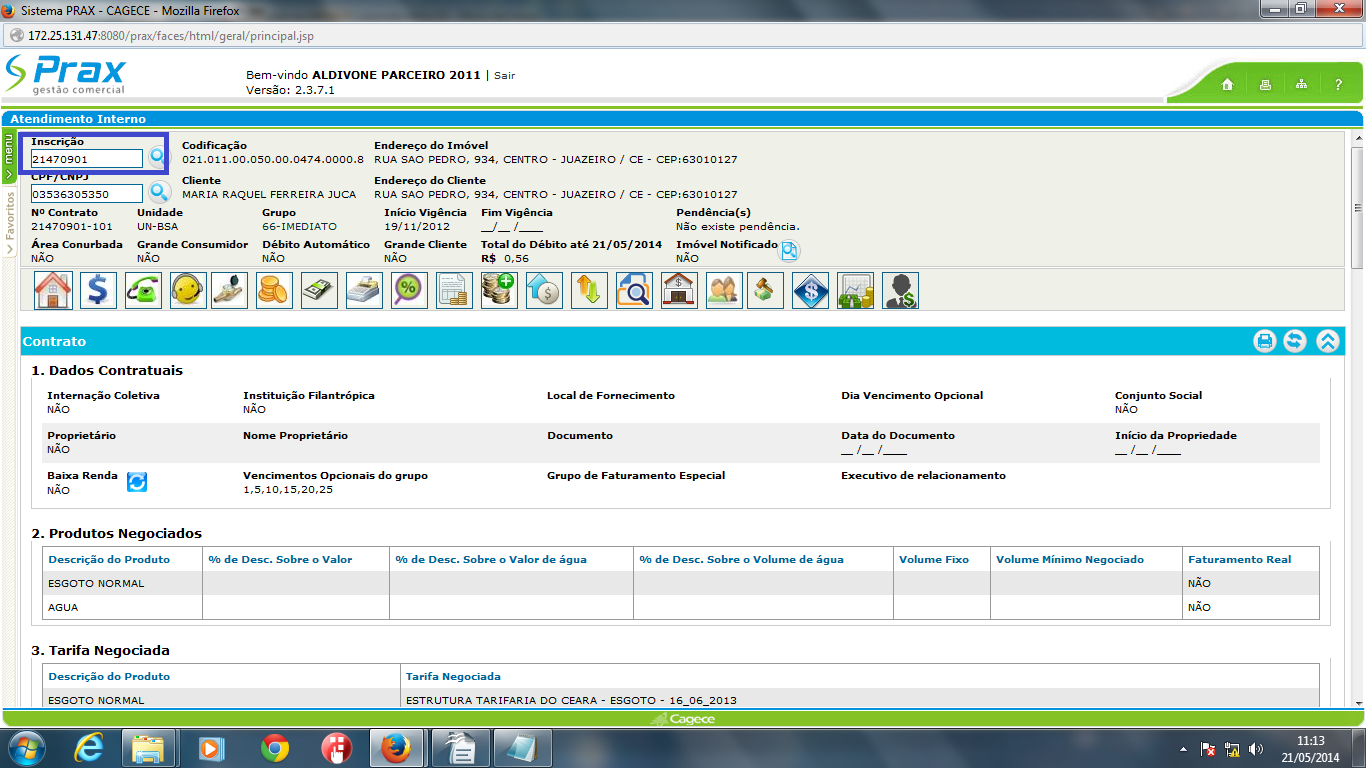 Sistema PRAX - CAGECE - Mozilla Firefox
172.25.131.47:8080/prax/faces/html/geral/principal.jsp
Prax
gestão comercial
Bem-vindo ALDIVONE PARCEIRO 2011 | Sair
Versão: 2.3.7.1
?
Atendimento Interno
menu
Favoritos
Inscrição
21470901
Codificação
021.011.00.050.00.0474.0000.8
Endereço do Imóvel
RUA SAO PEDRO, 934, CENTRO - JUAZEIRO / CE - CEP:63010127
CPF/CNPJ
03536305350
Cliente
MARIA RAQUEL FERREIRA JUCA
Endereço do Cliente
RUA SAO PEDRO, 934, CENTRO - JUAZEIRO / CE - CEP:63010127
Nº Contrato Unidade Grupo Início Vigência Fim Vigência Pendência(s)
21470901-101 UN-BSA 66-IMEDIATO 19/11/2012 __/__ /____ Não existe pendência.
Área Conurbada Grande Consumidor Débito Automático Grande Cliente Total do Débito até 21/05/2014 Imóvel Notificado
NÃO NÃO NÃO NÃO R$ 0,56 NÃO
Contrato
1. Dados Contratuais
Internação Coletiva Instituição Filantrópica Local de Fornecimento Dia Vencimento Opcional Conjunto Social
NÃO NÃO NÃO
Proprietário Nome Proprietário Documento Data do Documento Início da Propriedade
NÃO __ /__ /____ __ /__ /____
Baixa Renda Vencimentos Opcionais do grupo Grupo de Faturamento Especial Executivo de relacionamento
NÃO 1,5,10,15,20,25
2. Produtos Negociados
Descrição do Produto % de Desc. Sobre o Valor % de Desc. Sobre o Valor de água % de Desc. Sobre o Volume de água Volume Fixo Volume Mínimo Negociado Faturamento Real
ESGOTO NORMAL NÃO
AGUA NÃO
3. Tarifa Negociada
Descrição do Produto Tarifa Negociada
ESGOTO NORMAL ESTRUTURA TARIFARIA DO CEARA - ESGOTO - 16_06_2013
Cagece
11:13
21/05/2014